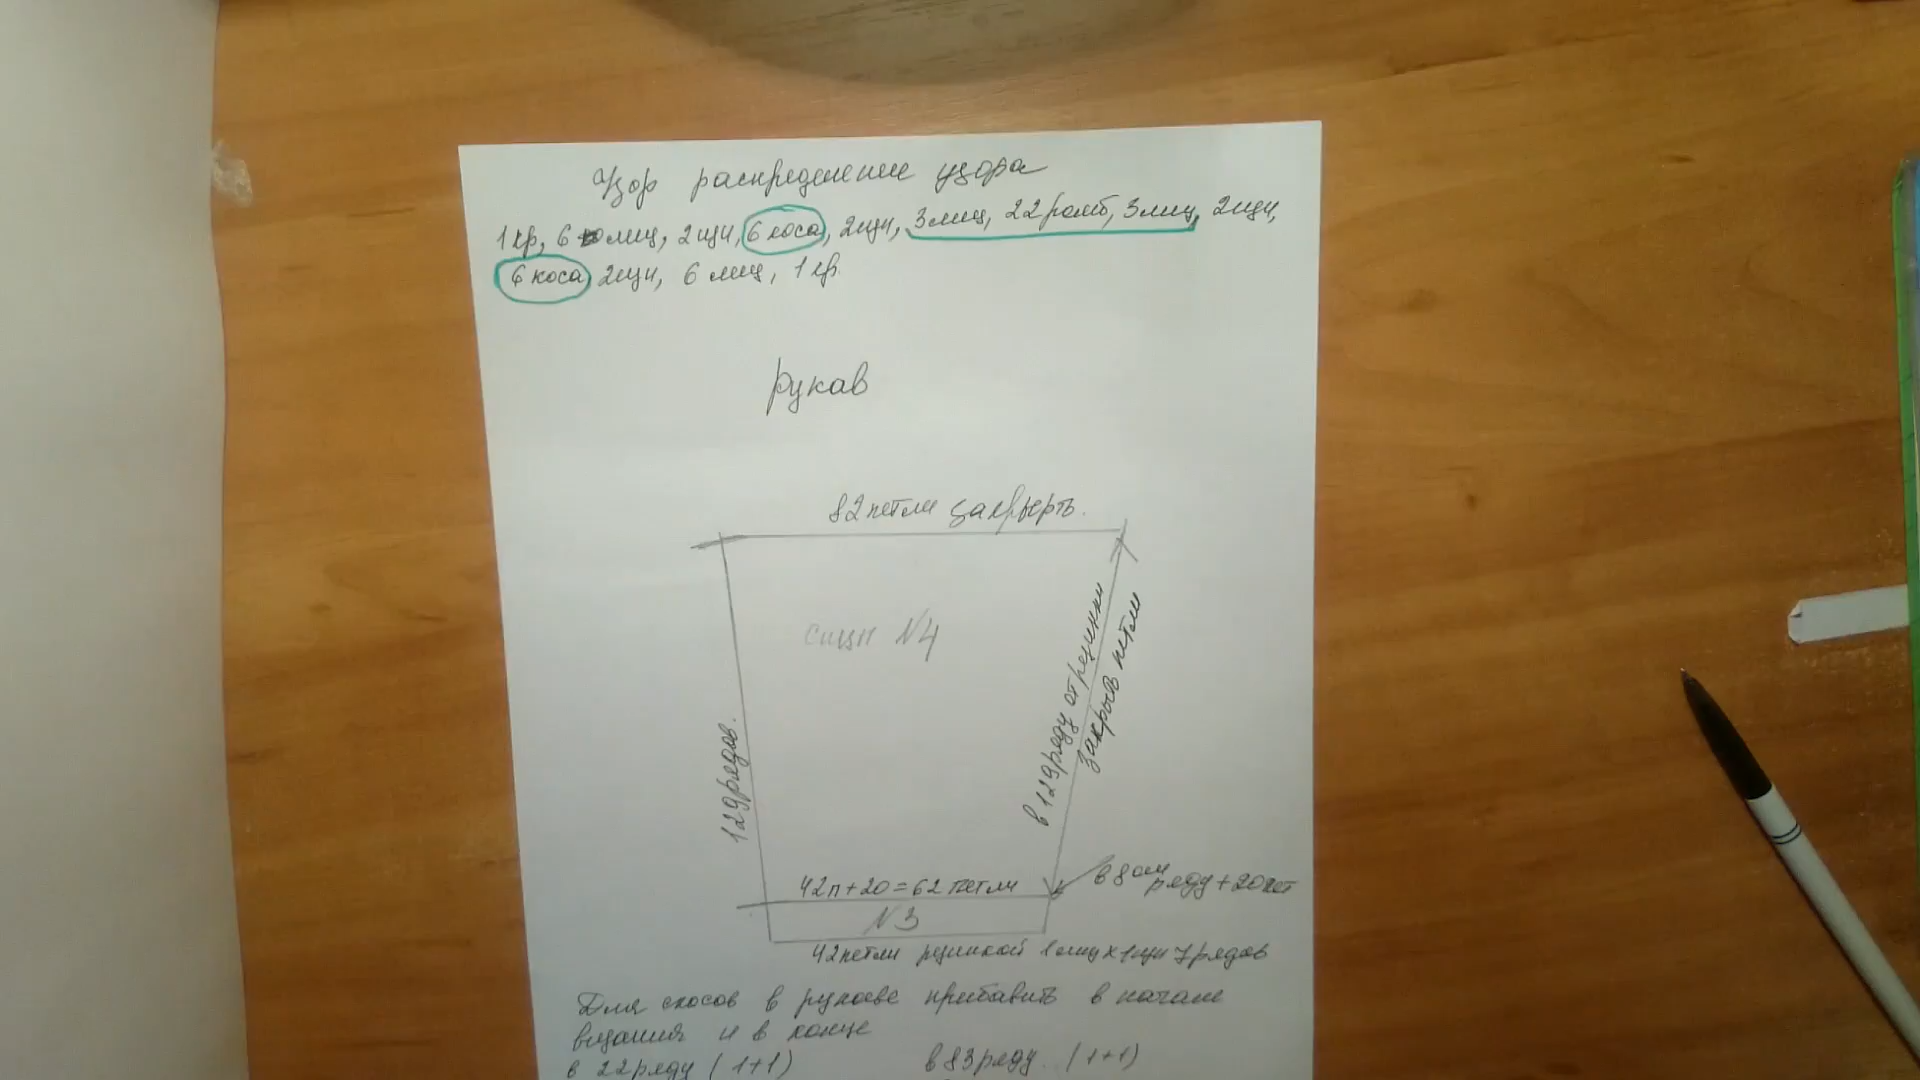 Узор распределение узора
1 кр, 6 лиц, 2 изн, 6 коса, 2 изн, 3 лиц, 22 ромб, 3 лиц, 2 изн,
6 коса 2 изн, 6 лиц, 1 кр.
рукав
82 петли закрыть.
спиц N4
129 рядов.
в 129 ряду от резинки
закрыть петли
42п+20=62 петли
в 8 ом
ряду +20 пет
N3
42 петли резинкой 1 лиц х 1 изн 7 рядов
Для скосов в рукаве прибавить в начале
вязания и в конце
в 22 ряду (1+1)
в 83 ряду (1+1)